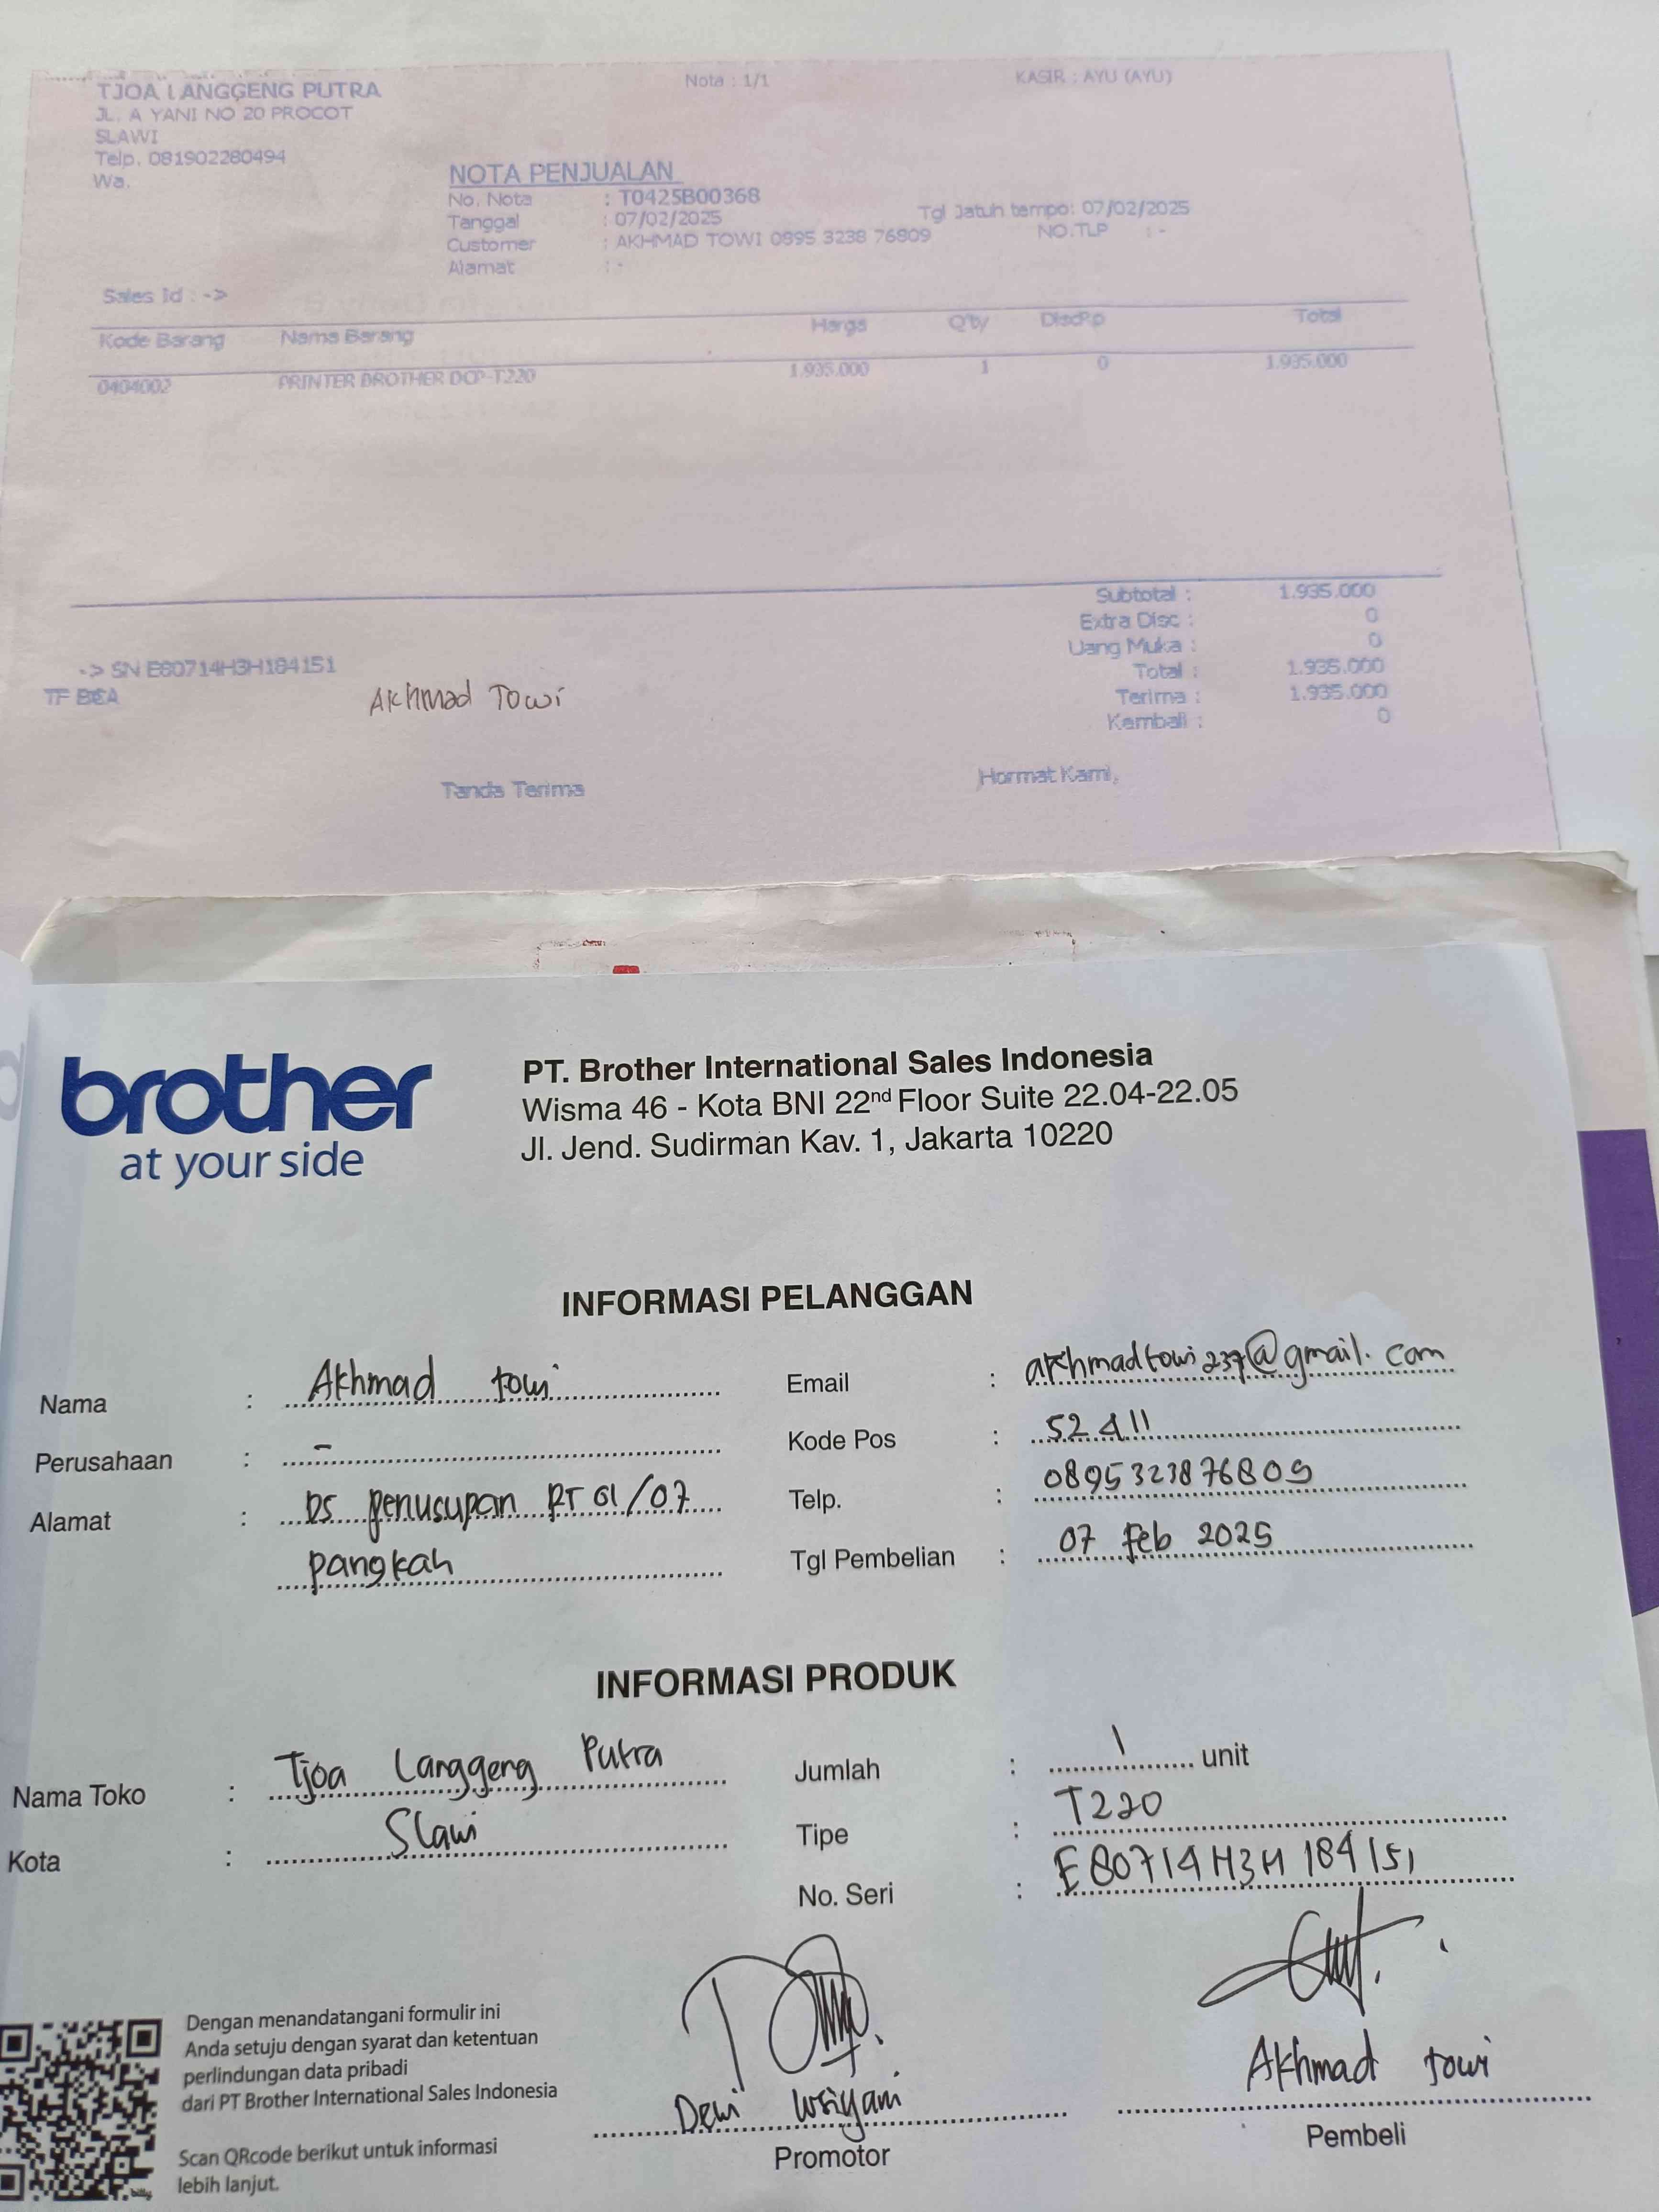 TJOA LANGGENG PUTRA
JL. A YANI NO 20 PROCOT
SLAWI
Telp. 081902280494
Wa.
Nota : 1/1
KASIR : AYU (AYU)
NOTA PENJUALAN
No. Nota : T0425B00368
Tanggal : 07/02/2025
Customer : AKHMAD TOWI 0895 3238 76809
Alamat : -
Tgl Jatuh tempo: 07/02/2025
NO.TLP : -
Sales Id : ->
Kode Barang Nama Barang Harga Qty DiscRp Total
0404002 PRINTER BROTHER DCP-T220 1.935.000 1 0 1.935.000
Subtotal : 1.935.000
Extra Disc : 0
Uang Muka : 0
Total : 1.935.000
Terima : 1.935.000
Kembali : 0
-> SN E80714H3H184151
TF BCA
Akhmad Towi
Tanda Terima
Hormat Kami,
brother
at your side
PT. Brother International Sales Indonesia
Wisma 46 - Kota BNI 22nd Floor Suite 22.04-22.05
Jl. Jend. Sudirman Kav. 1, Jakarta 10220
INFORMASI PELANGGAN
Nama : Akhmad towi
Perusahaan : -
Alamat : Ds penusupan RT 01/07
pangkah
Email : akhmadtowi237@gmail.com
Kode Pos : 52411
Telp. : 0895323876809
Tgl Pembelian : 07 Feb 2025
INFORMASI PRODUK
Nama Toko : Tjoa Langgeng Putra
Kota : Slawi
Jumlah : 1 unit
Tipe : T220
No. Seri : E80714H3H184151
Dengan menandatangani formulir ini
Anda setuju dengan syarat dan ketentuan
perlindungan data pribadi
dari PT Brother International Sales Indonesia
Scan QRcode berikut untuk informasi
lebih lanjut.
Dewi
Promotor
Akhmad towi
Pembeli